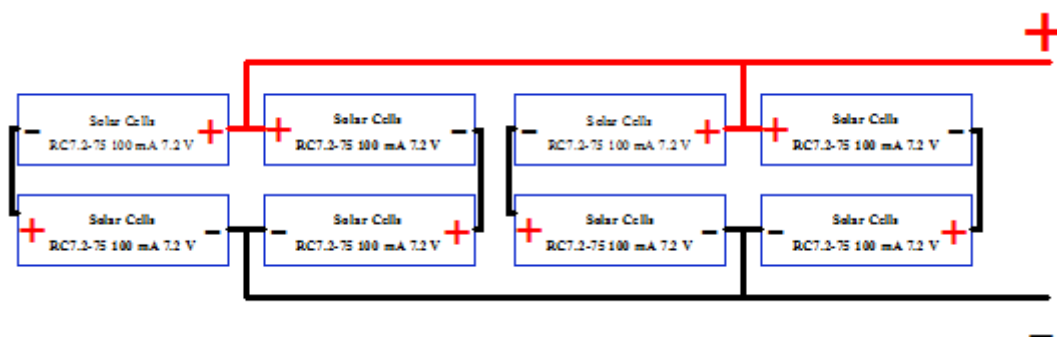 +
- Solar Cells +
RC7.2-75 100 mA 7.2 V
+ Solar Cells -
RC7.2-75 100 mA 7.2 V
- Solar Cells +
RC7.2-75 100 mA 7.2 V
+ Solar Cells -
RC7.2-75 100 mA 7.2 V
+ Solar Cells -
RC7.2-75 100 mA 7.2 V
- Solar Cells +
RC7.2-75 100 mA 7.2 V
+ Solar Cells -
RC7.2-75 100 mA 7.2 V
- Solar Cells +
RC7.2-75 100 mA 7.2 V
-